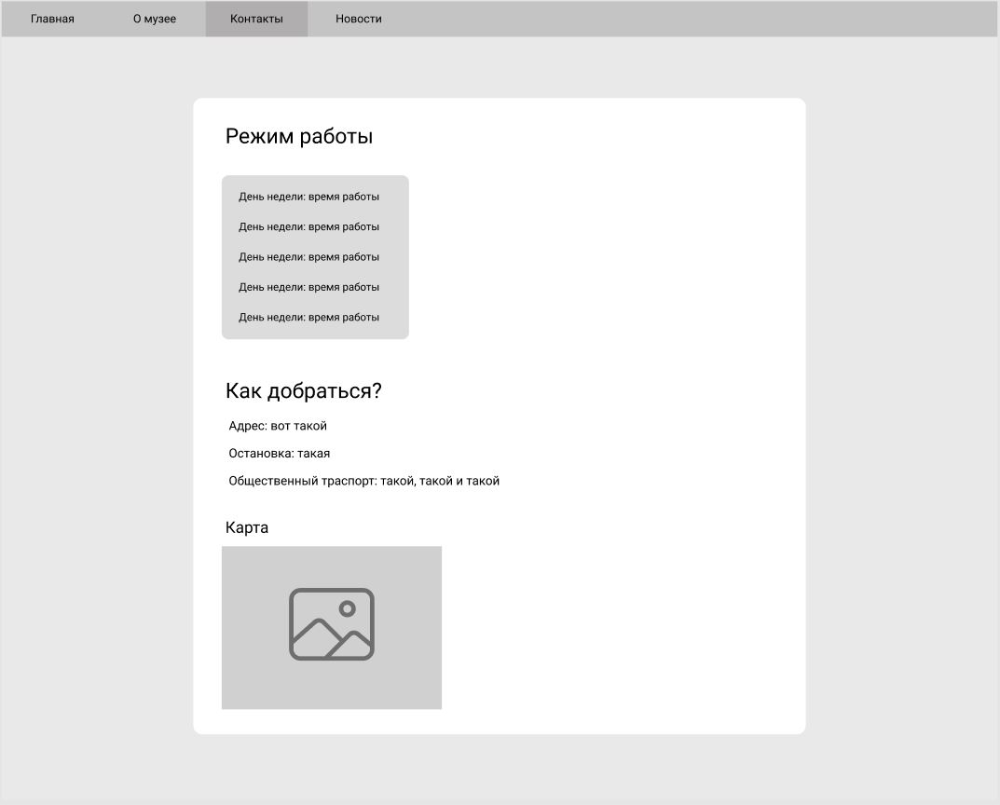 Главная О музее Контакты Новости
Режим работы
День недели: время работы
День недели: время работы
День недели: время работы
День недели: время работы
День недели: время работы
Как добраться?
Адрес: вот такой
Остановка: такая
Общественный траспорт: такой, такой и такой
Карта